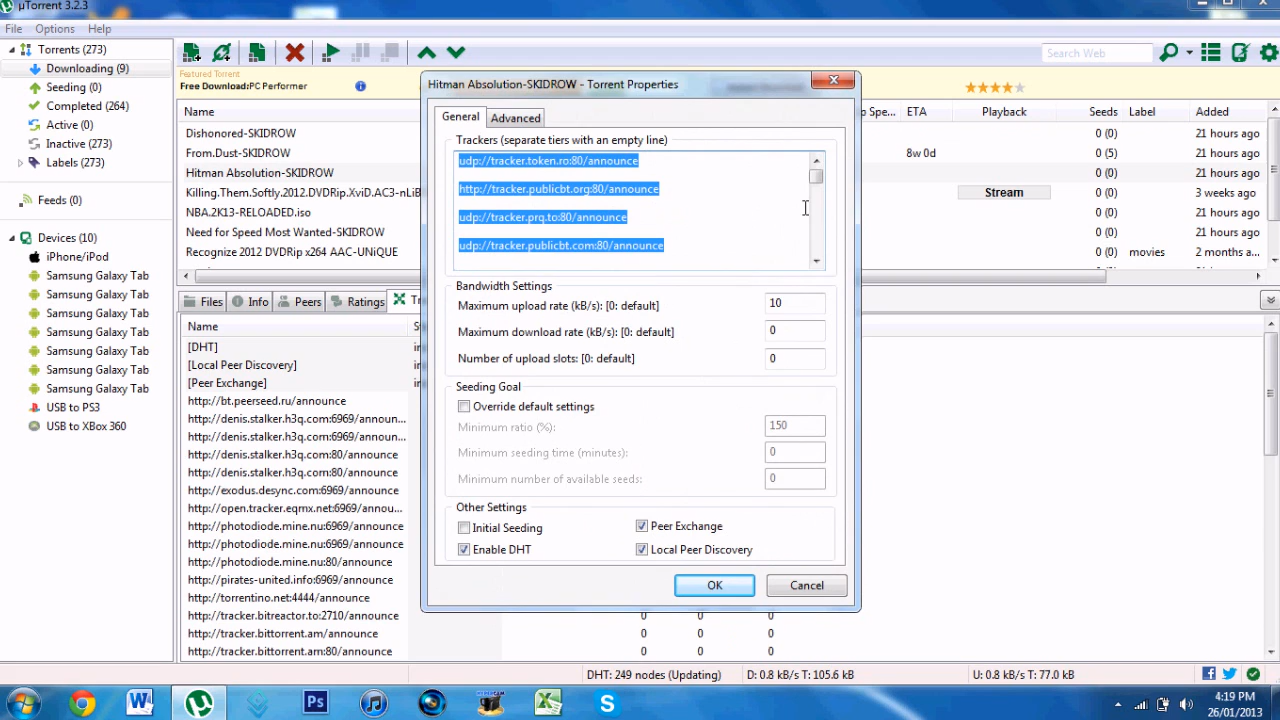 µTorrent 3.2.3
File Options Help
Torrents (273)
Downloading (9)
Seeding (0)
Completed (264)
Active (0)
Inactive (273)
Labels (273)
Feeds (0)
Devices (10)
iPhone/iPod
Samsung Galaxy Tab
Samsung Galaxy Tab
Samsung Galaxy Tab
Samsung Galaxy Tab
Samsung Galaxy Tab
Samsung Galaxy Tab
Samsung Galaxy Tab
USB to PS3
USB to XBox 360
Search Web
Featured Torrent
Free Download:PC Performer
Name
Spe... ETA Playback Seeds Label Added
Dishonored-SKIDROW 0 (0) 21 hours ago
From.Dust-SKIDROW 8w 0d 0 (5) 21 hours ago
Hitman Absolution-SKIDROW 0 (0) 21 hours ago
Killing.Them.Softly.2012.DVDRip.XviD.AC3-nLiB Stream 0 (0) 3 weeks ago
NBA.2K13-RELOADED.iso 0 (0) 21 hours ago
Need for Speed Most Wanted-SKIDROW 0 (0) 21 hours ago
Recognize 2012 DVDRip x264 AAC-UNiQUE 0 (0) movies 2 months a...
Files Info Peers Ratings
Name
[DHT]
[Local Peer Discovery]
[Peer Exchange]
http://bt.peerseed.ru/announce
http://denis.stalker.h3q.com:6969/announ...
http://denis.stalker.h3q.com:6969/announ...
http://denis.stalker.h3q.com:80/announce
http://denis.stalker.h3q.com:80/announce
http://exodus.desync.com:6969/announce
http://open.tracker.eqmx.net:6969/announ...
http://photodiode.mine.nu:6969/announce
http://photodiode.mine.nu:6969/announce
http://photodiode.mine.nu:80/announce
http://pirates-united.info:6969/announce
http://torrentino.net:4444/announce
http://tracker.bitreactor.to:2710/announce 0 0 0
http://tracker.bittorrent.am/announce 0 0 0
http://tracker.bittorrent.am:80/announce 0 0 0
Hitman Absolution-SKIDROW - Torrent Properties
General Advanced
Trackers (separate tiers with an empty line)
udp://tracker.token.ro:80/announce
http://tracker.publicbt.org:80/announce
udp://tracker.prq.to:80/announce
udp://tracker.publicbt.com:80/announce
Bandwidth Settings
Maximum upload rate (kB/s): [0: default] 10
Maximum download rate (kB/s): [0: default] 0
Number of upload slots: [0: default] 0
Seeding Goal
Override default settings
Minimum ratio (%): 150
Minimum seeding time (minutes): 0
Minimum number of available seeds: 0
Other Settings
Initial Seeding Peer Exchange
Enable DHT Local Peer Discovery
OK Cancel
DHT: 249 nodes (Updating) D: 0.8 kB/s T: 105.6 kB U: 0.8 kB/s T: 77.0 kB
4:19 PM
26/01/2013